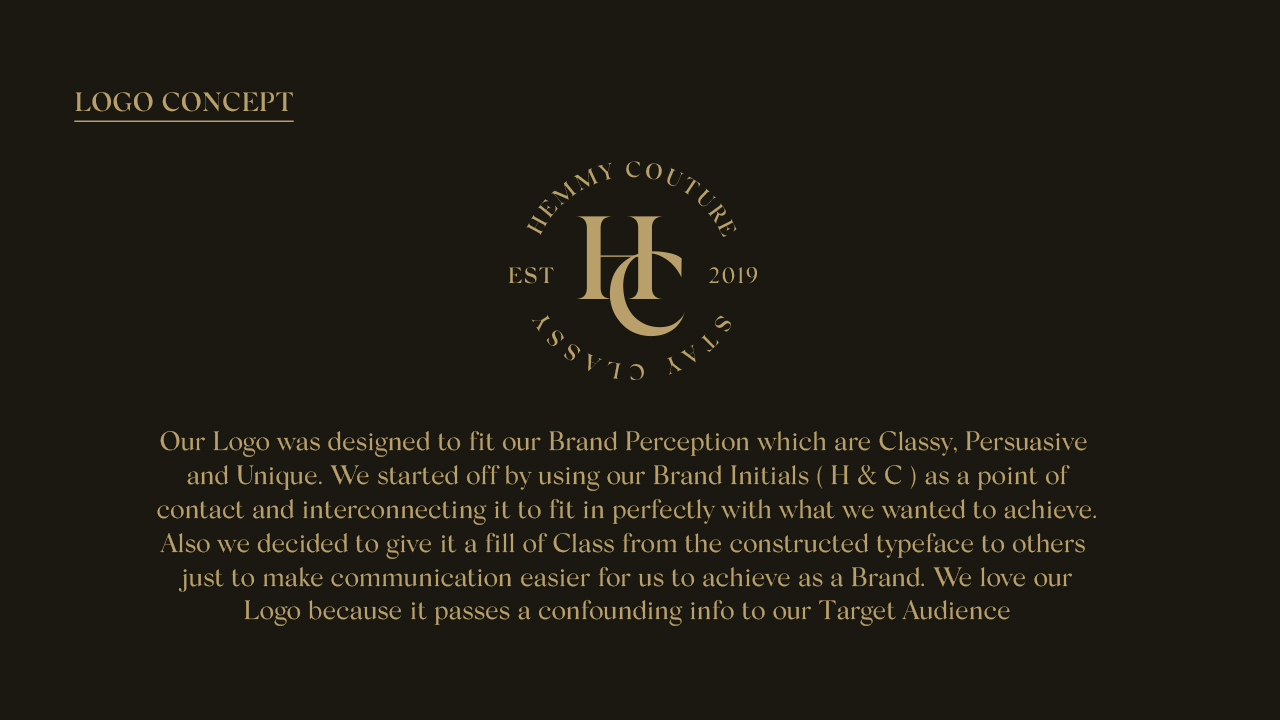 LOGO CONCEPT
HEMMY COUTURE
EST
HC
2019
STAY CLASSY
Our Logo was designed to fit our Brand Perception which are Classy, Persuasive
and Unique. We started off by using our Brand Initials ( H & C ) as a point of
contact and interconnecting it to fit in perfectly with what we wanted to achieve.
Also we decided to give it a fill of Class from the constructed typeface to others
just to make communication easier for us to achieve as a Brand. We love our
Logo because it passes a confounding info to our Target Audience